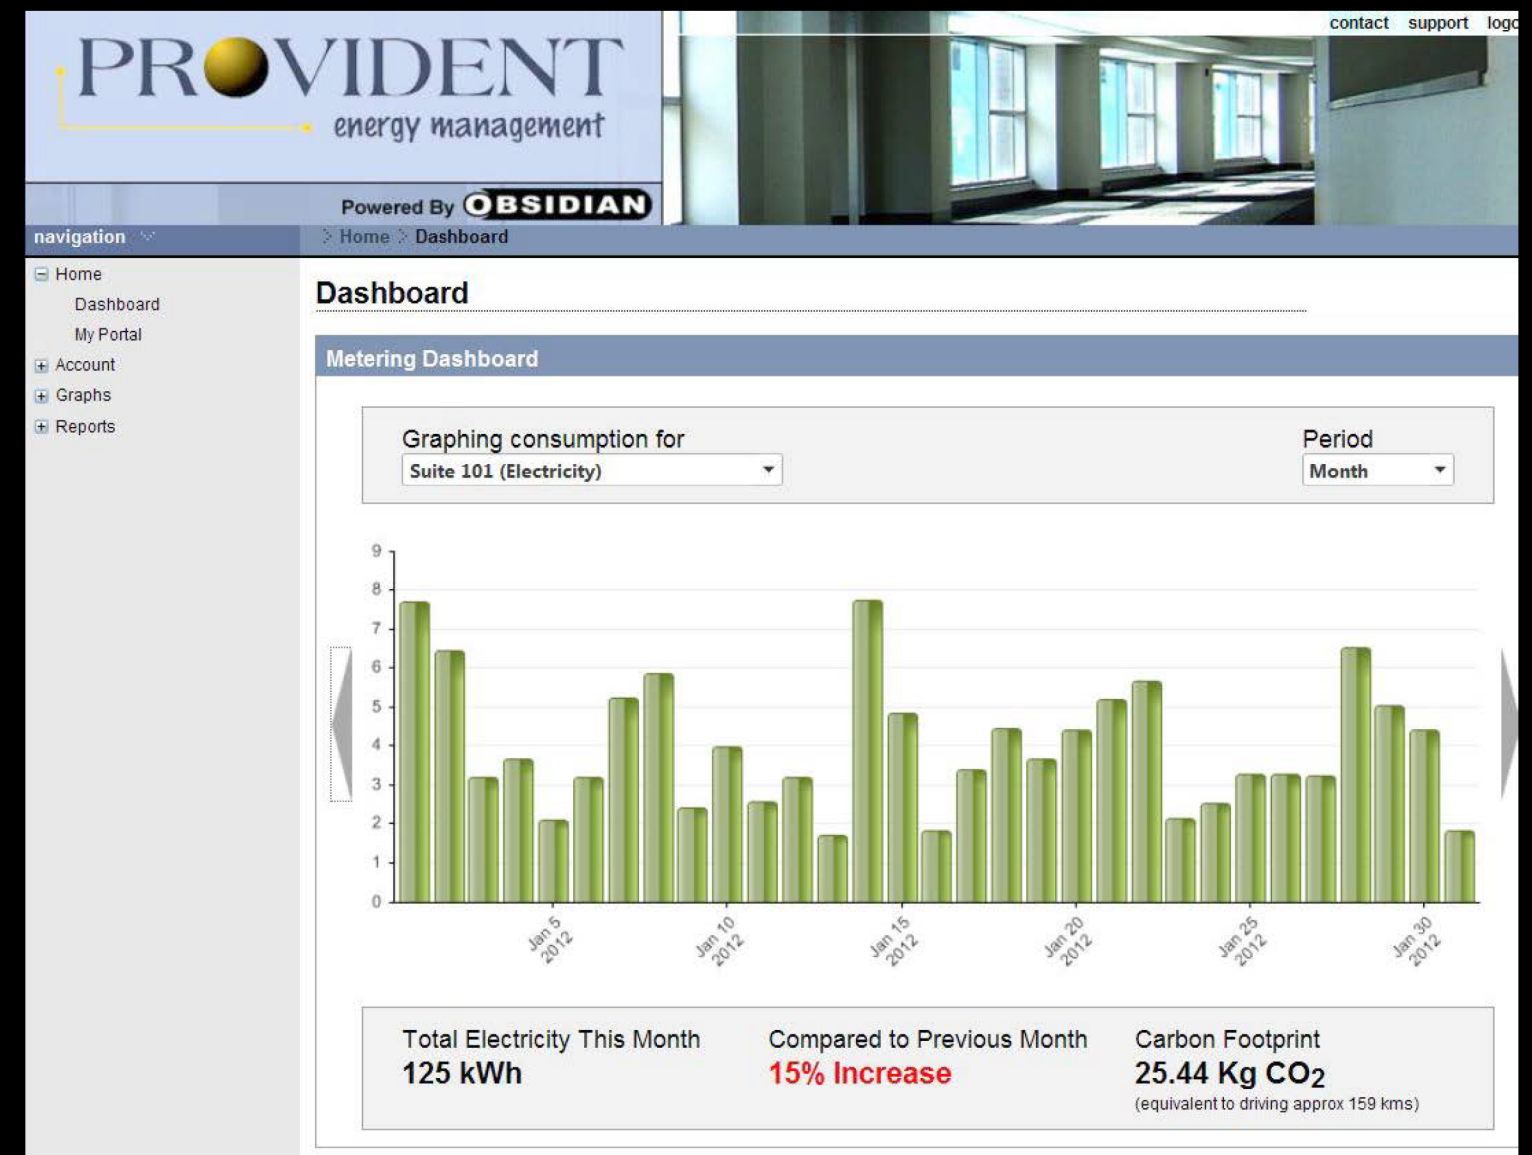 contact support logo
PROVIDENT
energy management
Powered By OBSIDIAN
navigation
Home Dashboard
Home
Dashboard
My Portal
Account
Graphs
Reports
Dashboard
Metering Dashboard
Graphing consumption for
Suite 101 (Electricity)
Period
Month
9
8
7
6
5
4
3
2
1
0
Jan 5
2012
Jan 10
2012
Jan 15
2012
Jan 20
2012
Jan 25
2012
Jan 30
2012
Total Electricity This Month
125 kWh
Compared to Previous Month
15% Increase
Carbon Footprint
25.44 Kg CO2
(equivalent to driving approx 159 kms)